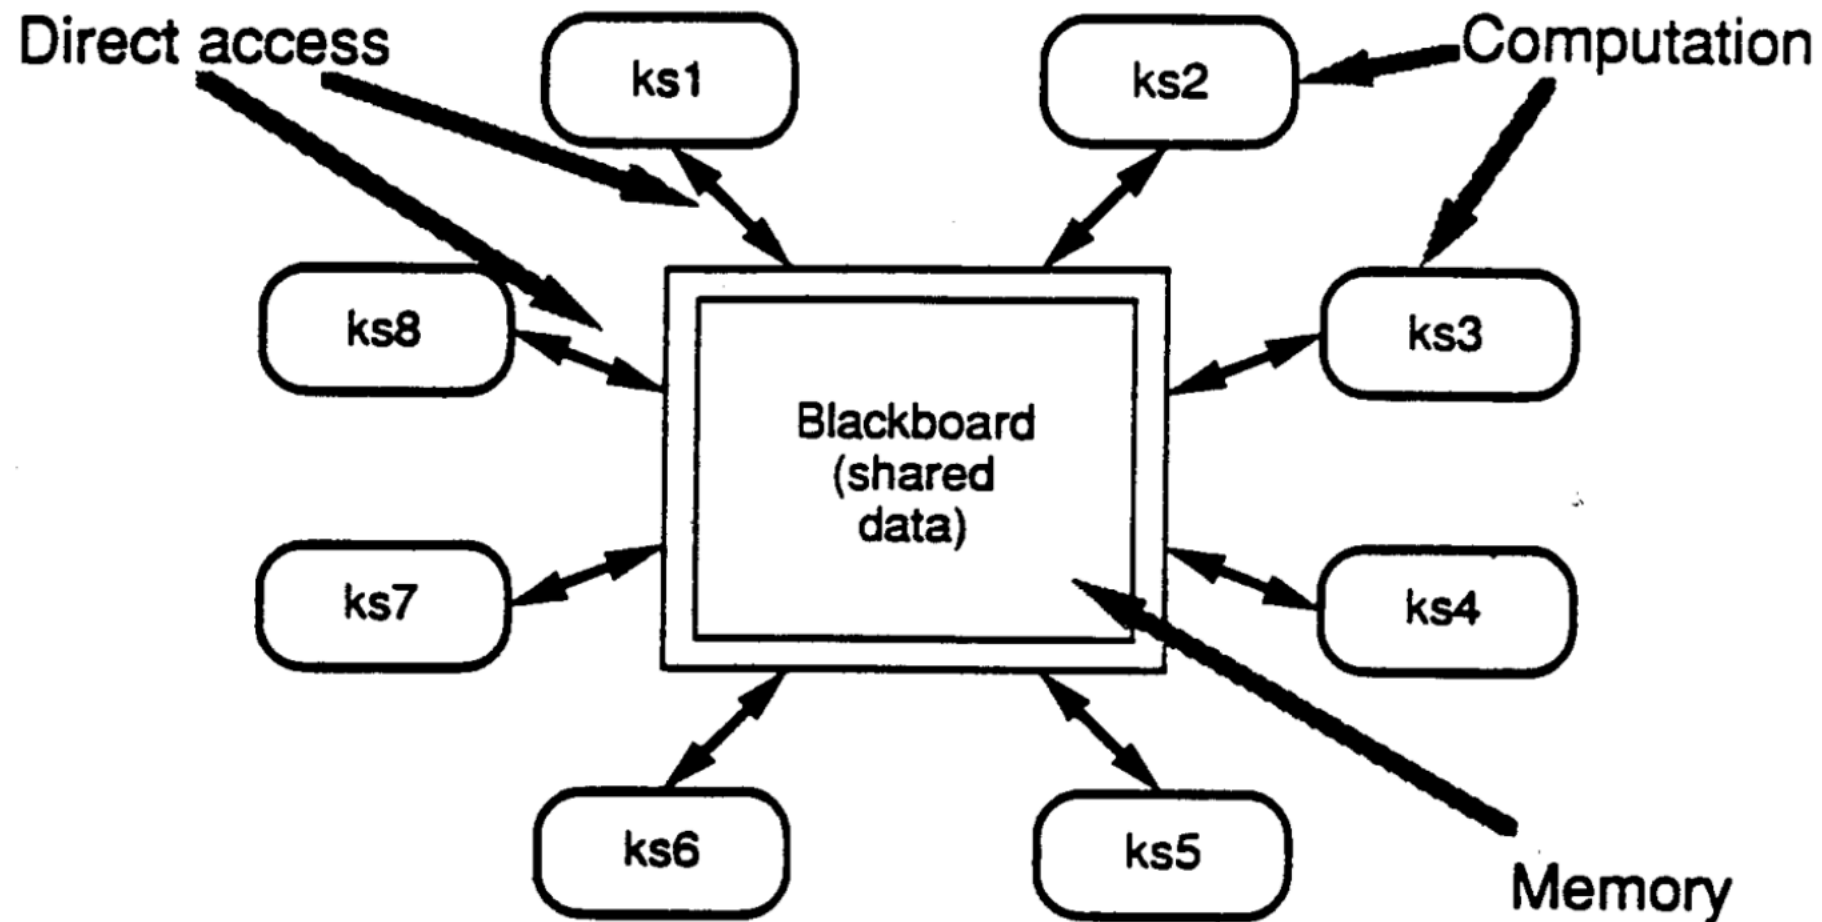 Direct access
ks1
ks2
Computation
ks8
ks3
Blackboard
(shared
data)
ks7
ks4
ks6
ks5
Memory